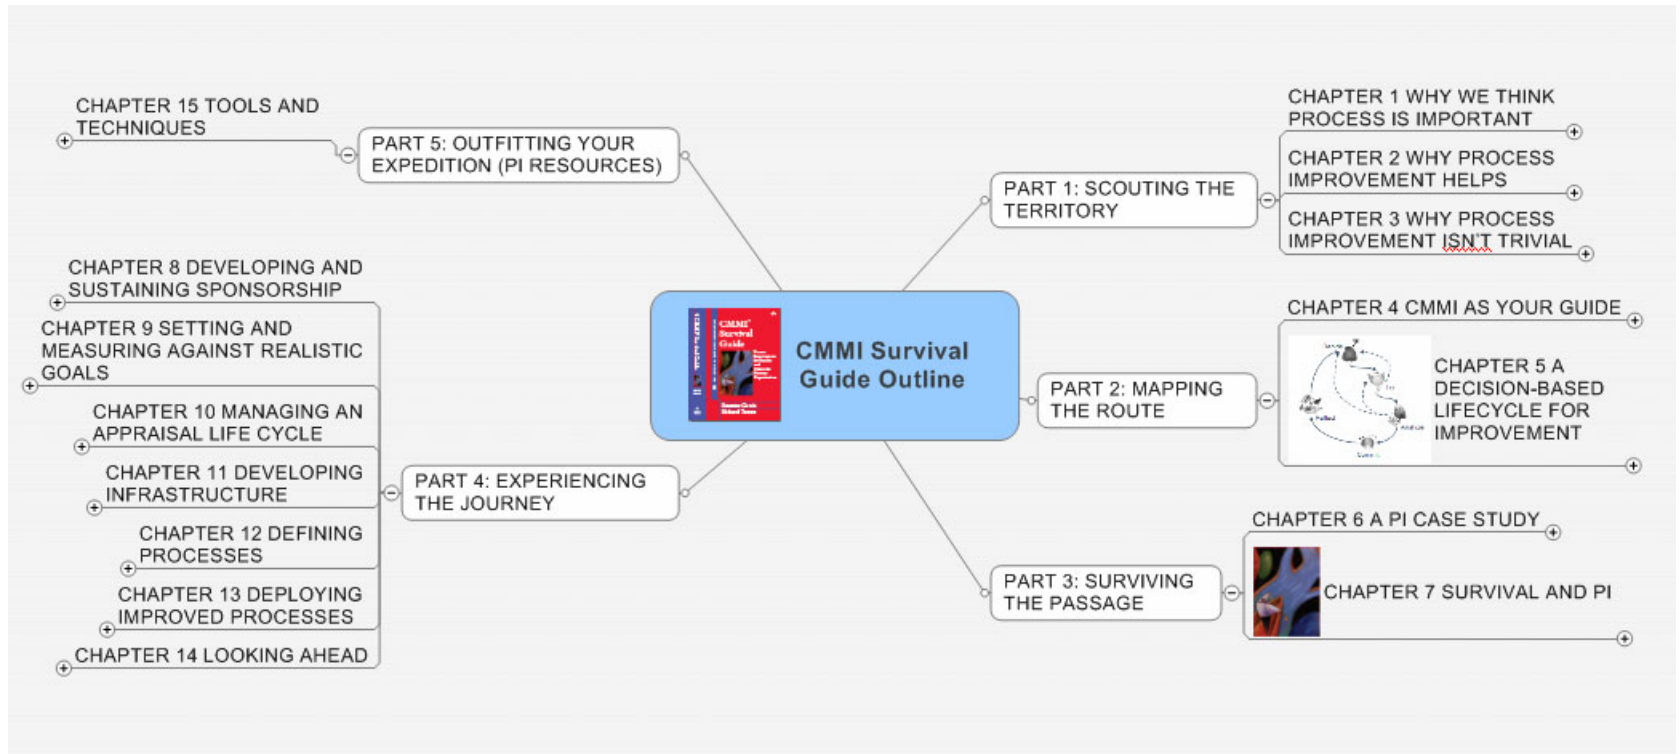 CMMI Survival
Guide Outline
CMMI
Survival
Guide
PART 1: SCOUTING THE
TERRITORY
CHAPTER 1 WHY WE THINK
PROCESS IS IMPORTANT
CHAPTER 2 WHY PROCESS
IMPROVEMENT HELPS
CHAPTER 3 WHY PROCESS
IMPROVEMENT ISN'T TRIVIAL
PART 2: MAPPING
THE ROUTE
CHAPTER 4 CMMI AS YOUR GUIDE
CHAPTER 5 A
DECISION-BASED
LIFECYCLE FOR
IMPROVEMENT
PART 3: SURVIVING
THE PASSAGE
CHAPTER 6 A PI CASE STUDY
CHAPTER 7 SURVIVAL AND PI
PART 4: EXPERIENCING
THE JOURNEY
CHAPTER 8 DEVELOPING AND
SUSTAINING SPONSORSHIP
CHAPTER 9 SETTING AND
MEASURING AGAINST REALISTIC
GOALS
CHAPTER 10 MANAGING AN
APPRAISAL LIFE CYCLE
CHAPTER 11 DEVELOPING
INFRASTRUCTURE
CHAPTER 12 DEFINING
PROCESSES
CHAPTER 13 DEPLOYING
IMPROVED PROCESSES
CHAPTER 14 LOOKING AHEAD
PART 5: OUTFITTING YOUR
EXPEDITION (PI RESOURCES)
CHAPTER 15 TOOLS AND
TECHNIQUES